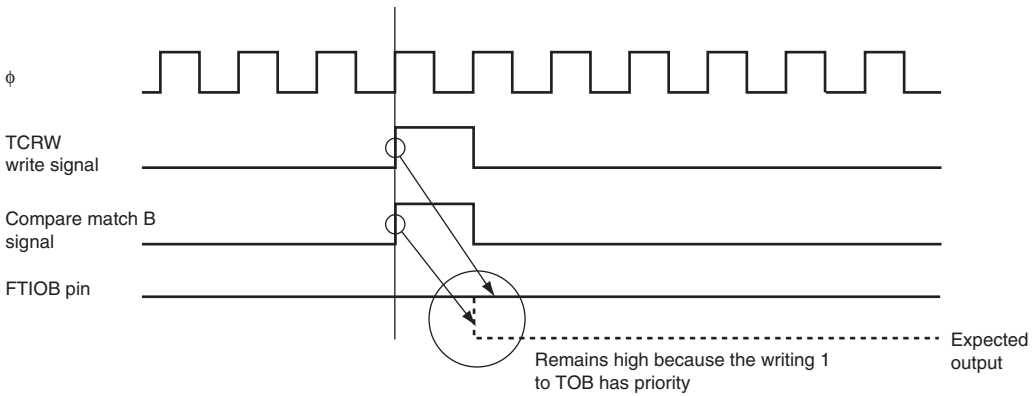 ϕ
TCRW
write signal
Compare match B
signal
FTIOB pin
Expected
output
Remains high because the writing 1
to TOB has priority